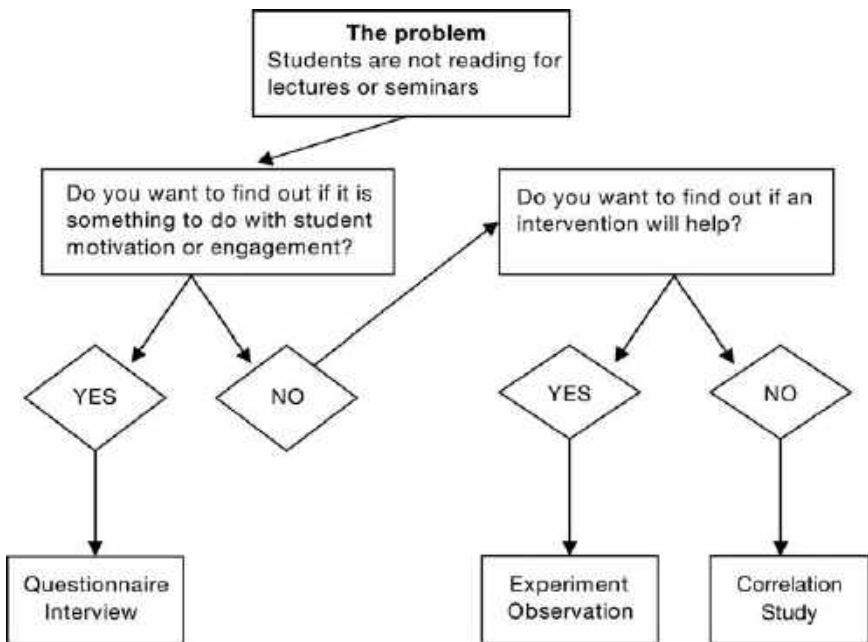 The problem
Students are not reading for
lectures or seminars
Do you want to find out if it is
something to do with student
motivation or engagement?
Do you want to find out if an
intervention will help?
YES
NO
YES
NO
Questionnaire
Interview
Experiment
Observation
Correlation
Study